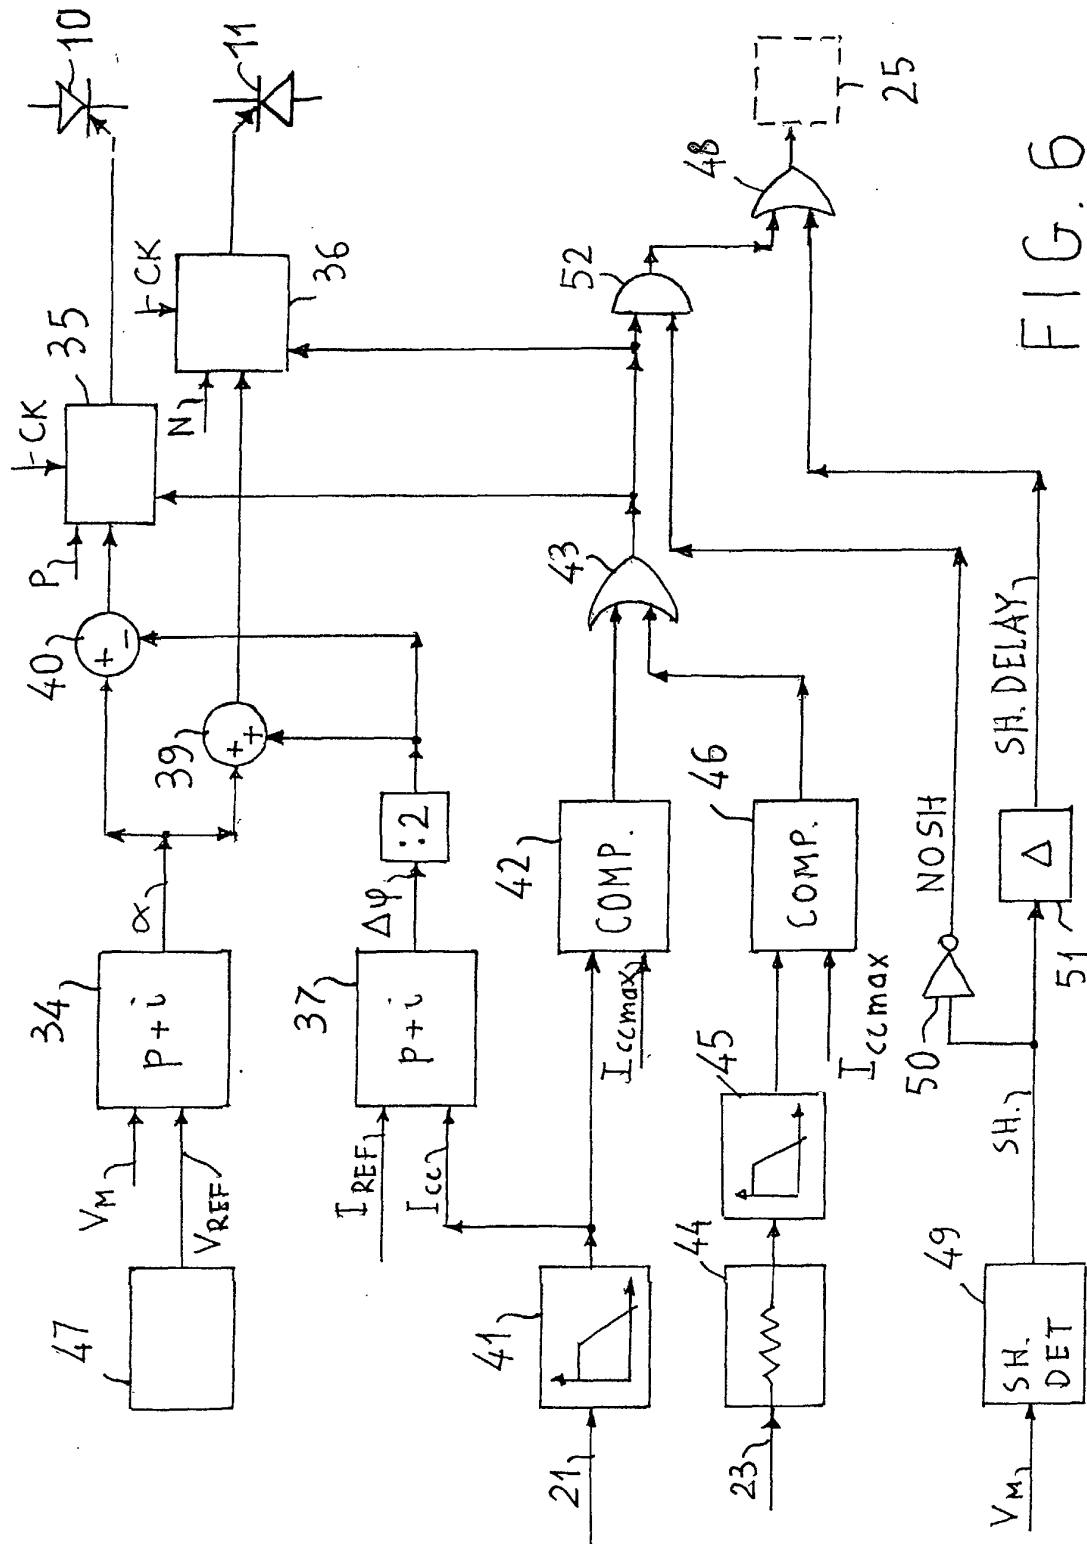 10
11
CK
35
CK
36
P
N
40
+
−
39
+
+
α
34
p+i
V_M
V_REF
47
:2
Δφ
37
p+i
I_REF
I_cc
48
25
52
43
42
COMP.
I_ccmax
46
COMP.
I_ccmax
45
44
41
21
23
NOSH
50
SH. DELAY
Δ
51
SH.
49
SH.
DET
V_M
FIG. 6